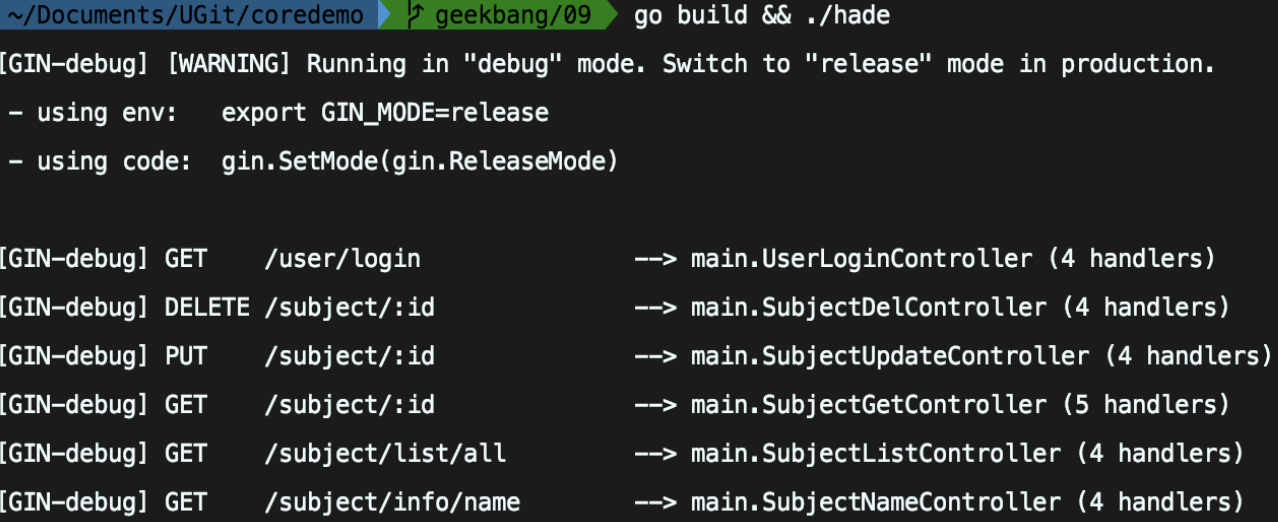 ~/Documents/UGit/coredemo geekbang/09 go build && ./hade
[GIN-debug] [WARNING] Running in "debug" mode. Switch to "release" mode in production.
- using env:   export GIN_MODE=release
- using code:  gin.SetMode(gin.ReleaseMode)
[GIN-debug] GET    /user/login               --> main.UserLoginController (4 handlers)
[GIN-debug] DELETE /subject/:id              --> main.SubjectDelController (4 handlers)
[GIN-debug] PUT    /subject/:id              --> main.SubjectUpdateController (4 handlers)
[GIN-debug] GET    /subject/:id              --> main.SubjectGetController (5 handlers)
[GIN-debug] GET    /subject/list/all         --> main.SubjectListController (4 handlers)
[GIN-debug] GET    /subject/info/name        --> main.SubjectNameController (4 handlers)